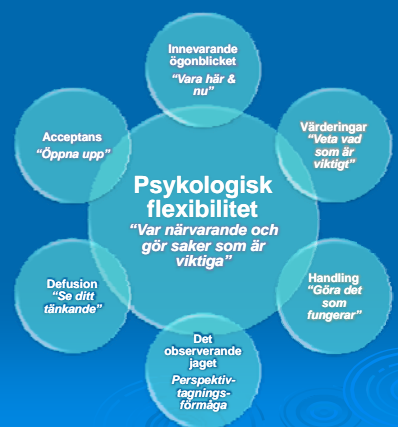 Innevarande
ögonblicket
“Vara här &
nu”
Acceptans
“Öppna upp”
Värderingar
“Veta vad
som är
viktigt”
Psykologisk
flexibilitet
“Var närvarande och
gör saker som är
viktiga”
Defusion
“Se ditt
tänkande”
Handling
“Göra det
som
fungerar”
Det
observerande
jaget
Perspektiv-
tagnings-
förmåga